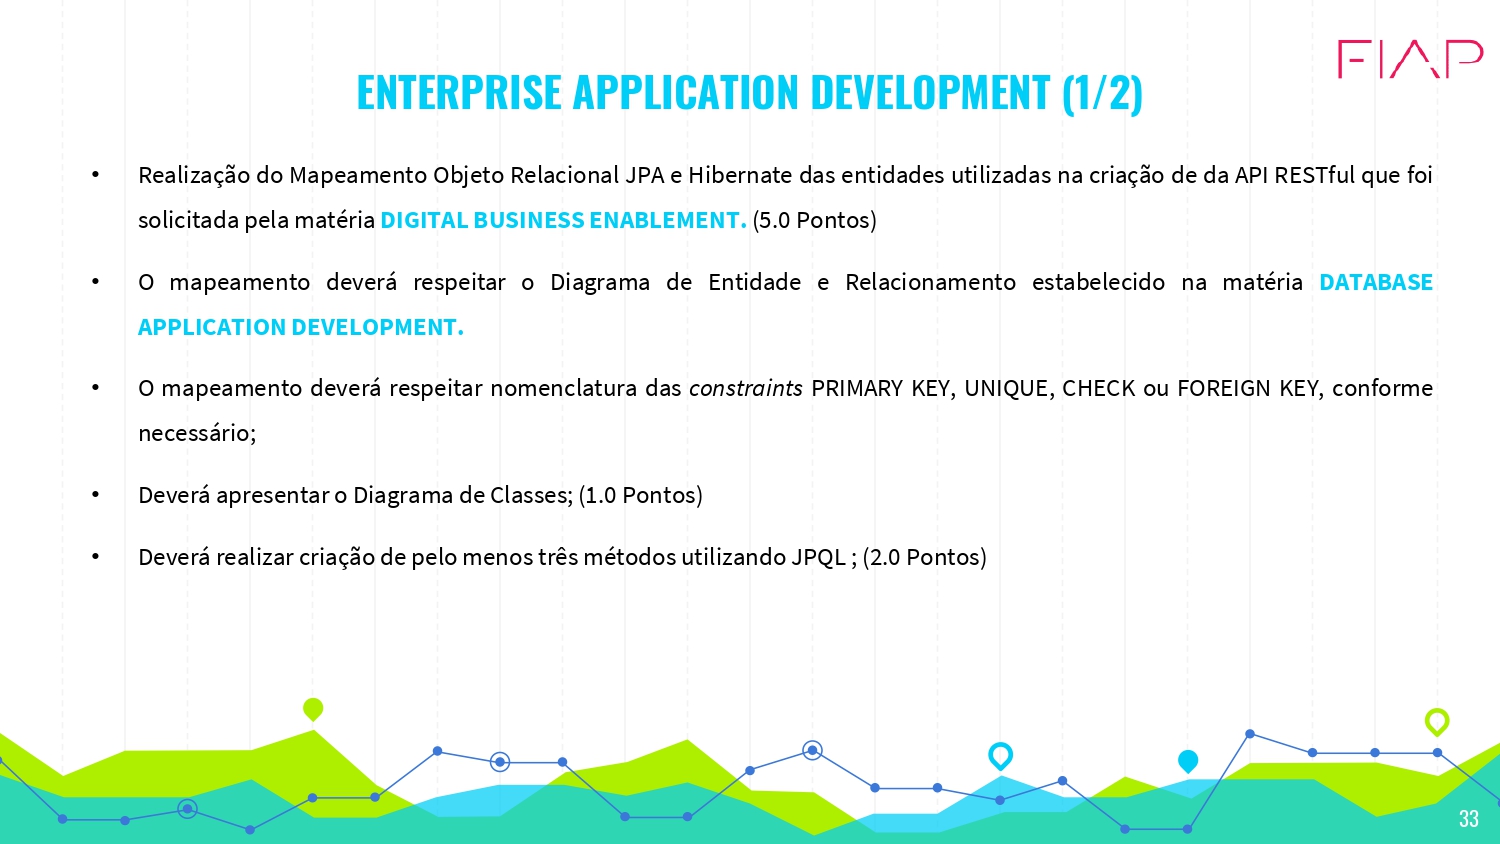 FIAP
ENTERPRISE APPLICATION DEVELOPMENT (1/2)
• Realização do Mapeamento Objeto Relacional JPA e Hibernate das entidades utilizadas na criação de da API RESTful que foi
solicitada pela matéria DIGITAL BUSINESS ENABLEMENT. (5.0 Pontos)
• O mapeamento deverá respeitar o Diagrama de Entidade e Relacionamento estabelecido na matéria DATABASE
APPLICATION DEVELOPMENT.
• O mapeamento deverá respeitar nomenclatura das constraints PRIMARY KEY, UNIQUE, CHECK ou FOREIGN KEY, conforme
necessário;
• Deverá apresentar o Diagrama de Classes; (1.0 Pontos)
• Deverá realizar criação de pelo menos três métodos utilizando JPQL ; (2.0 Pontos)
33